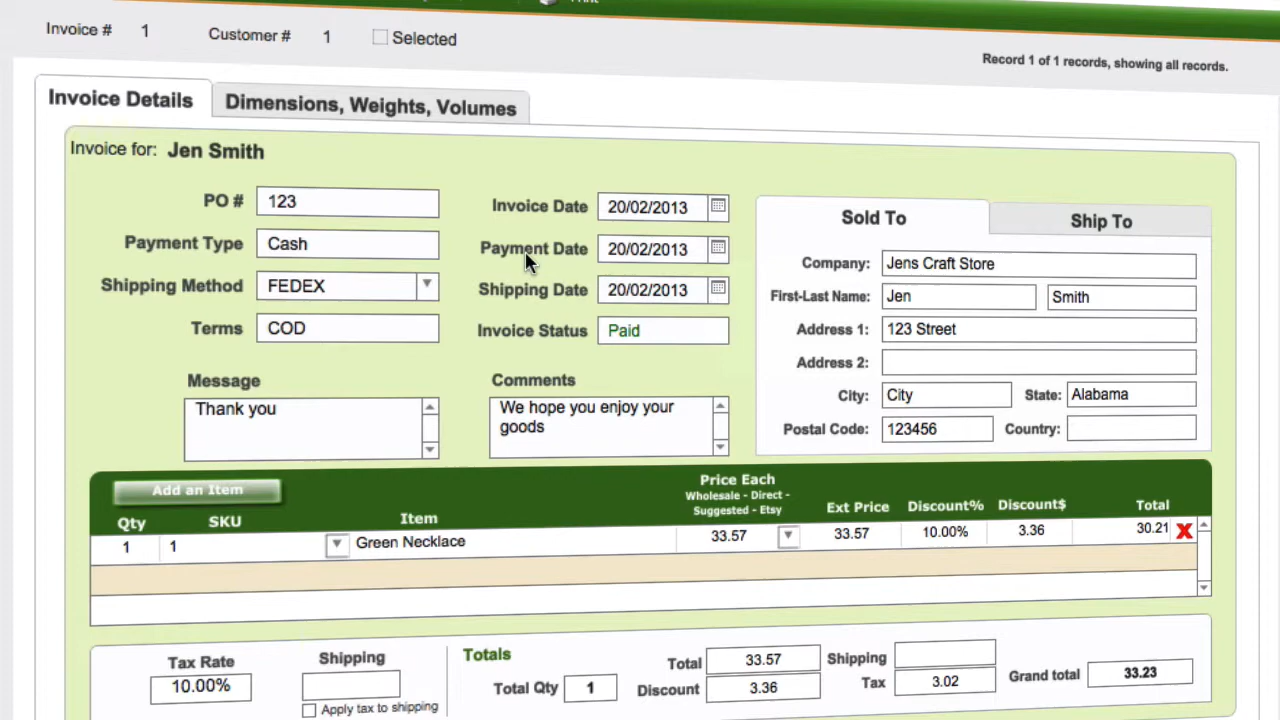 Invoice # 1 Customer # 1 Selected
Record 1 of 1 records, showing all records.
Invoice Details Dimensions, Weights, Volumes
Invoice for: Jen Smith
PO # 123
Payment Type Cash
Shipping Method FEDEX
Terms COD
Invoice Date 20/02/2013
Payment Date 20/02/2013
Shipping Date 20/02/2013
Invoice Status Paid
Sold To Ship To
Company: Jens Craft Store
First-Last Name: Jen Smith
Address 1: 123 Street
Address 2:
City: City State: Alabama
Postal Code: 123456 Country:
Message
Thank you
Comments
We hope you enjoy your
goods
Add an Item
Qty SKU Item
Price Each
Wholesale - Direct -
Suggested - Etsy
Ext Price Discount% Discount$ Total
1 1 Green Necklace 33.57 33.57 10.00% 3.36 30.21 X
Tax Rate
10.00%
Shipping
Apply tax to shipping
Totals
Total Qty 1
Total 33.57
Discount 3.36
Shipping
Tax 3.02
Grand total 33.23